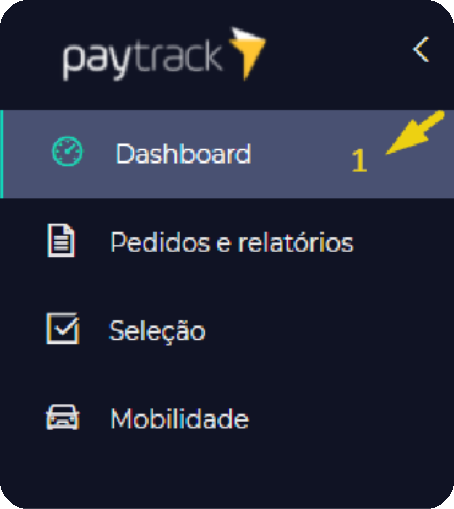 paytrack
Dashboard 1
Pedidos e relatórios
Seleção
Mobilidade